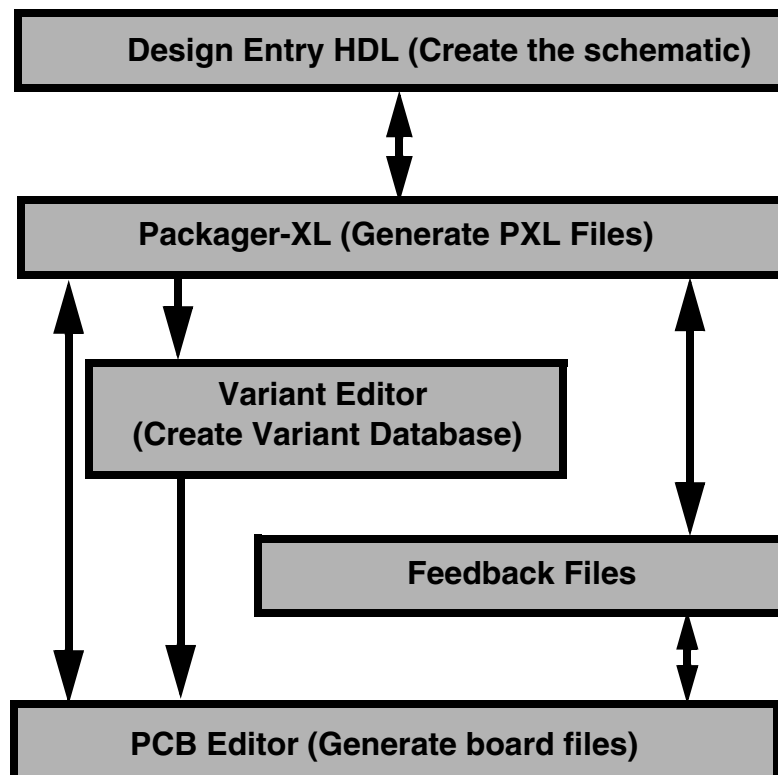 Design Entry HDL (Create the schematic)
Packager-XL (Generate PXL Files)
Variant Editor
(Create Variant Database)
Feedback Files
PCB Editor (Generate board files)